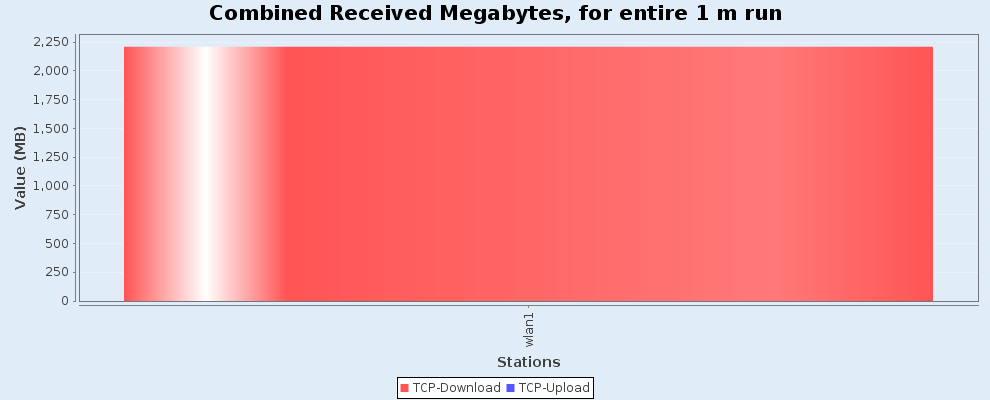 Combined Received Megabytes, for entire 1 m run
Value (MB)
2,250
2,000
1,750
1,500
1,250
1,000
750
500
250
0
wlan1
Stations
TCP-Download TCP-Upload